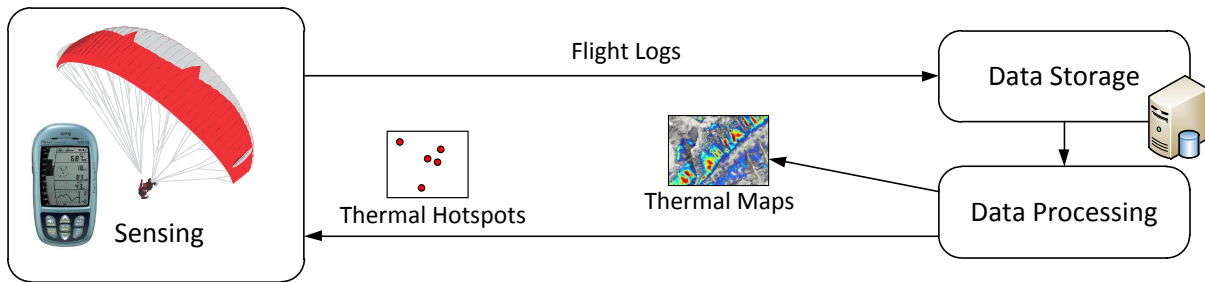 Flight Logs
Data Storage
Thermal Hotspots
Thermal Maps
Sensing
Data Processing